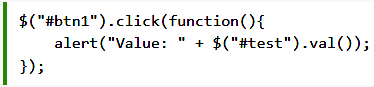 $("#btn1").click(function(){
    alert("Value: " + $("#test").val());
});